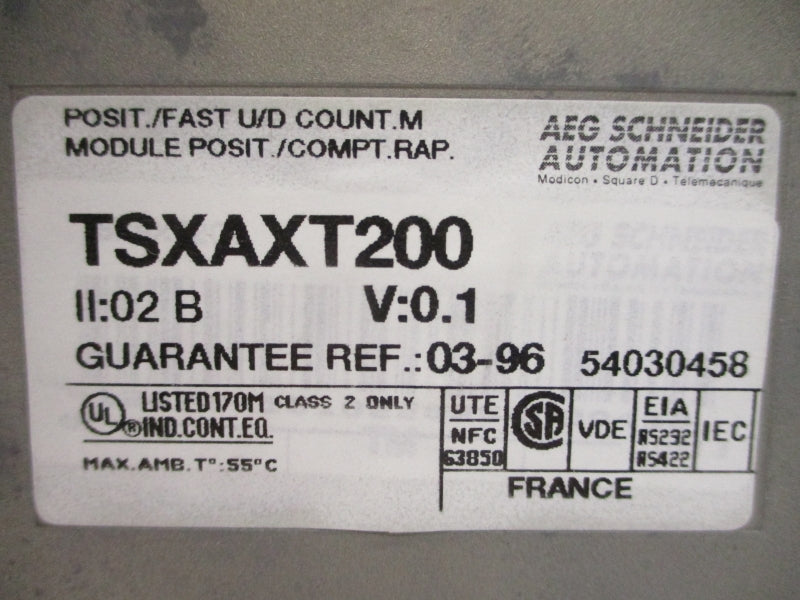 POSIT./FAST U/D COUNT.M
MODULE POSIT./COMPT.RAP.
AEG SCHNEIDER
AUTOMATION
Modicon • Square D • Telemecanique
TSXAXT200
II:02 B V:0.1
GUARANTEE REF.:03-96 54030458
UL ® LISTED 170M CLASS 2 ONLY
IND.CONT.EQ.
MAX.AMB.T°:55°C
UTE
NFC
63850
SA
VDE
EIA
RS232
RS422
IEC
FRANCE